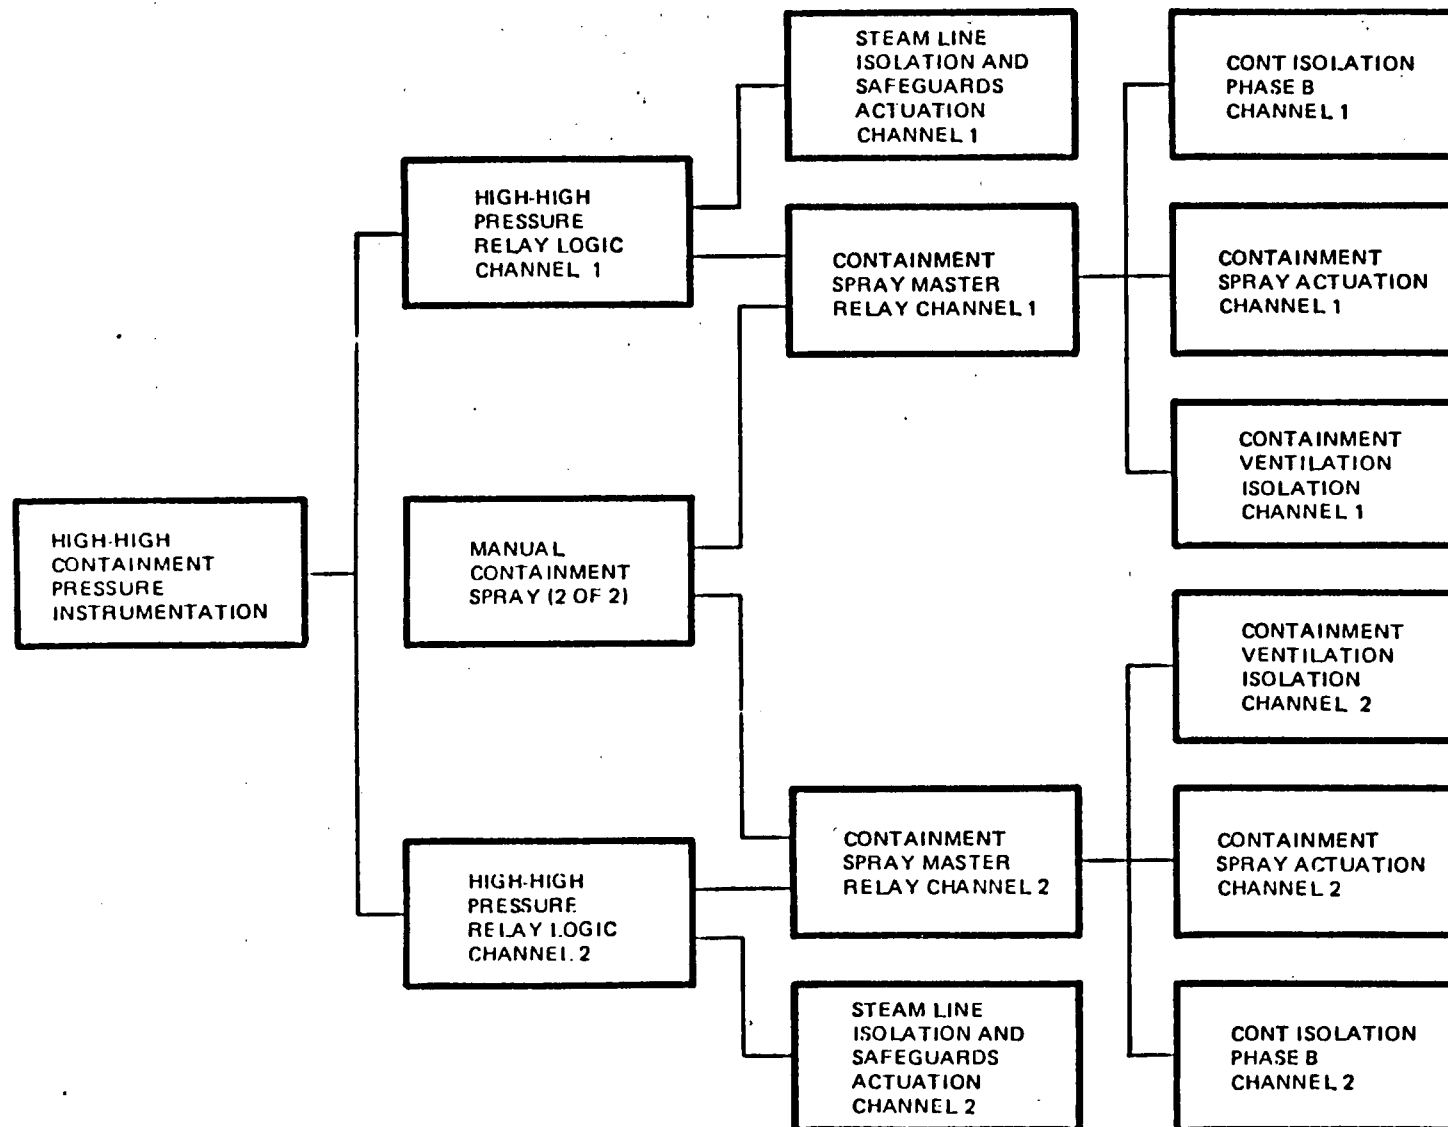 STEAM LINE
ISOLATION AND
SAFEGUARDS
ACTUATION
CHANNEL 1
CONT ISOLATION
PHASE B
CHANNEL 1
HIGH-HIGH
PRESSURE
RELAY LOGIC
CHANNEL 1
CONTAINMENT
SPRAY MASTER
RELAY CHANNEL 1
CONTAINMENT
SPRAY ACTUATION
CHANNEL 1
CONTAINMENT
VENTILATION
ISOLATION
CHANNEL 1
HIGH-HIGH
CONTAINMENT
PRESSURE
INSTRUMENTATION
MANUAL
CONTAINMENT
SPRAY (2 OF 2)
CONTAINMENT
VENTILATION
ISOLATION
CHANNEL 2
HIGH-HIGH
PRESSURE
RELAY LOGIC
CHANNEL 2
CONTAINMENT
SPRAY MASTER
RELAY CHANNEL 2
CONTAINMENT
SPRAY ACTUATION
CHANNEL 2
STEAM LINE
ISOLATION AND
SAFEGUARDS
ACTUATION
CHANNEL 2
CONT ISOLATION
PHASE B
CHANNEL 2